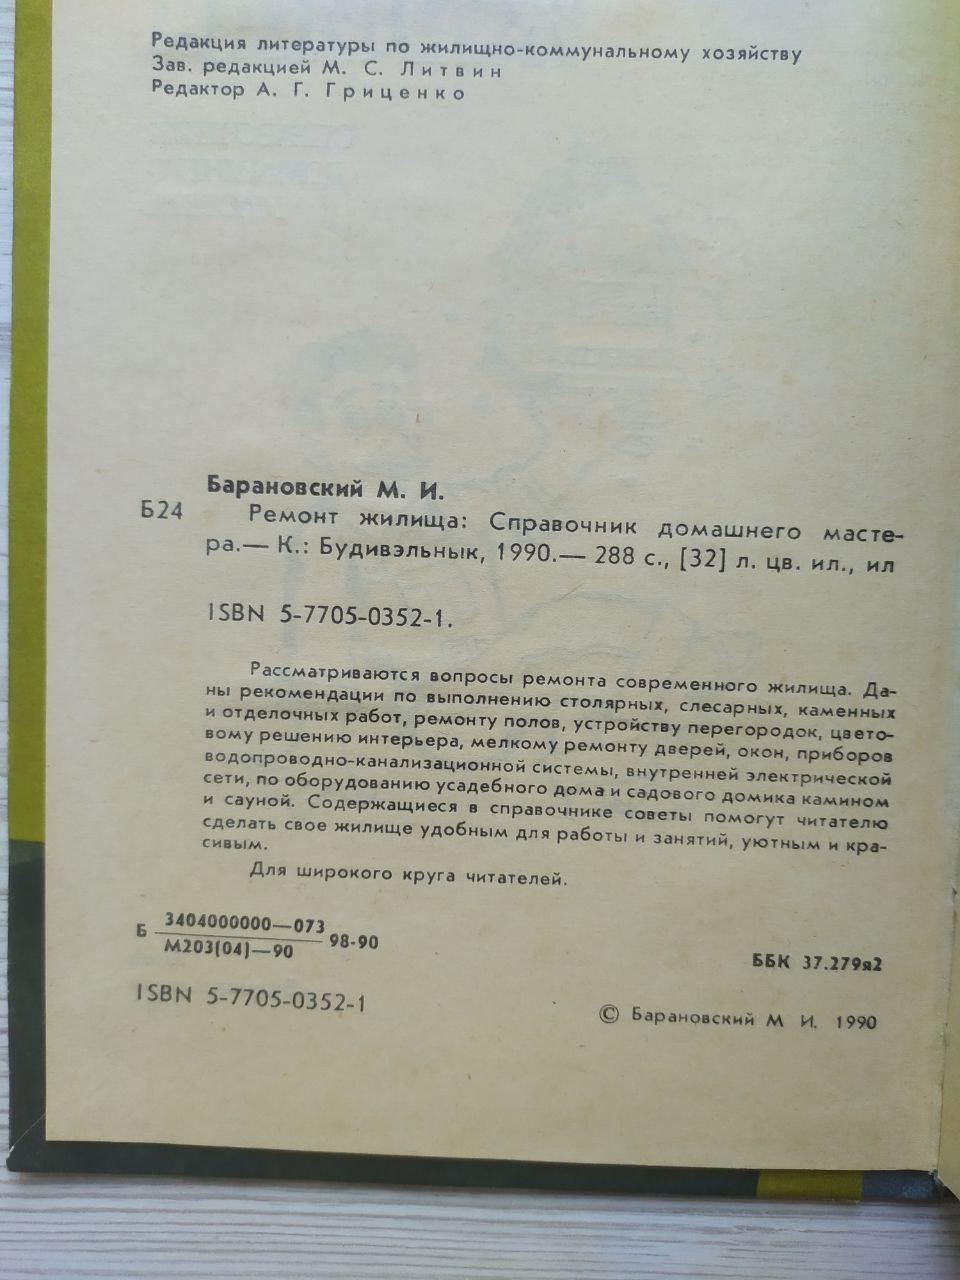 Редакция литературы по жилищно-коммунальному хозяйству
Зав. редакцией М. С. Литвин
Редактор А. Г. Гриценко
Барановский М. И.
Б24 Ремонт жилища: Справочник домашнего масте-
ра.— К.: Будивэльнык, 1990.— 288 с., [32] л. цв. ил., ил
ISBN 5-7705-0352-1.
Рассматриваются вопросы ремонта современного жилища. Да-
ны рекомендации по выполнению столярных, слесарных, каменных
и отделочных работ, ремонту полов, устройству перегородок, цвето-
вому решению интерьера, мелкому ремонту дверей, окон, приборов
водопроводно-канализационной системы, внутренней электрической
сети, по оборудованию усадебного дома и садового домика камином
и сауной. Содержащиеся в справочнике советы помогут читателю
сделать свое жилище удобным для работы и занятий, уютным и кра-
сивым.
Для широкого круга читателей.
Б 3404000000—073
М203(04)—90 98-90
ББК 37.279я2
ISBN 5-7705-0352-1
© Барановский М И. 1990